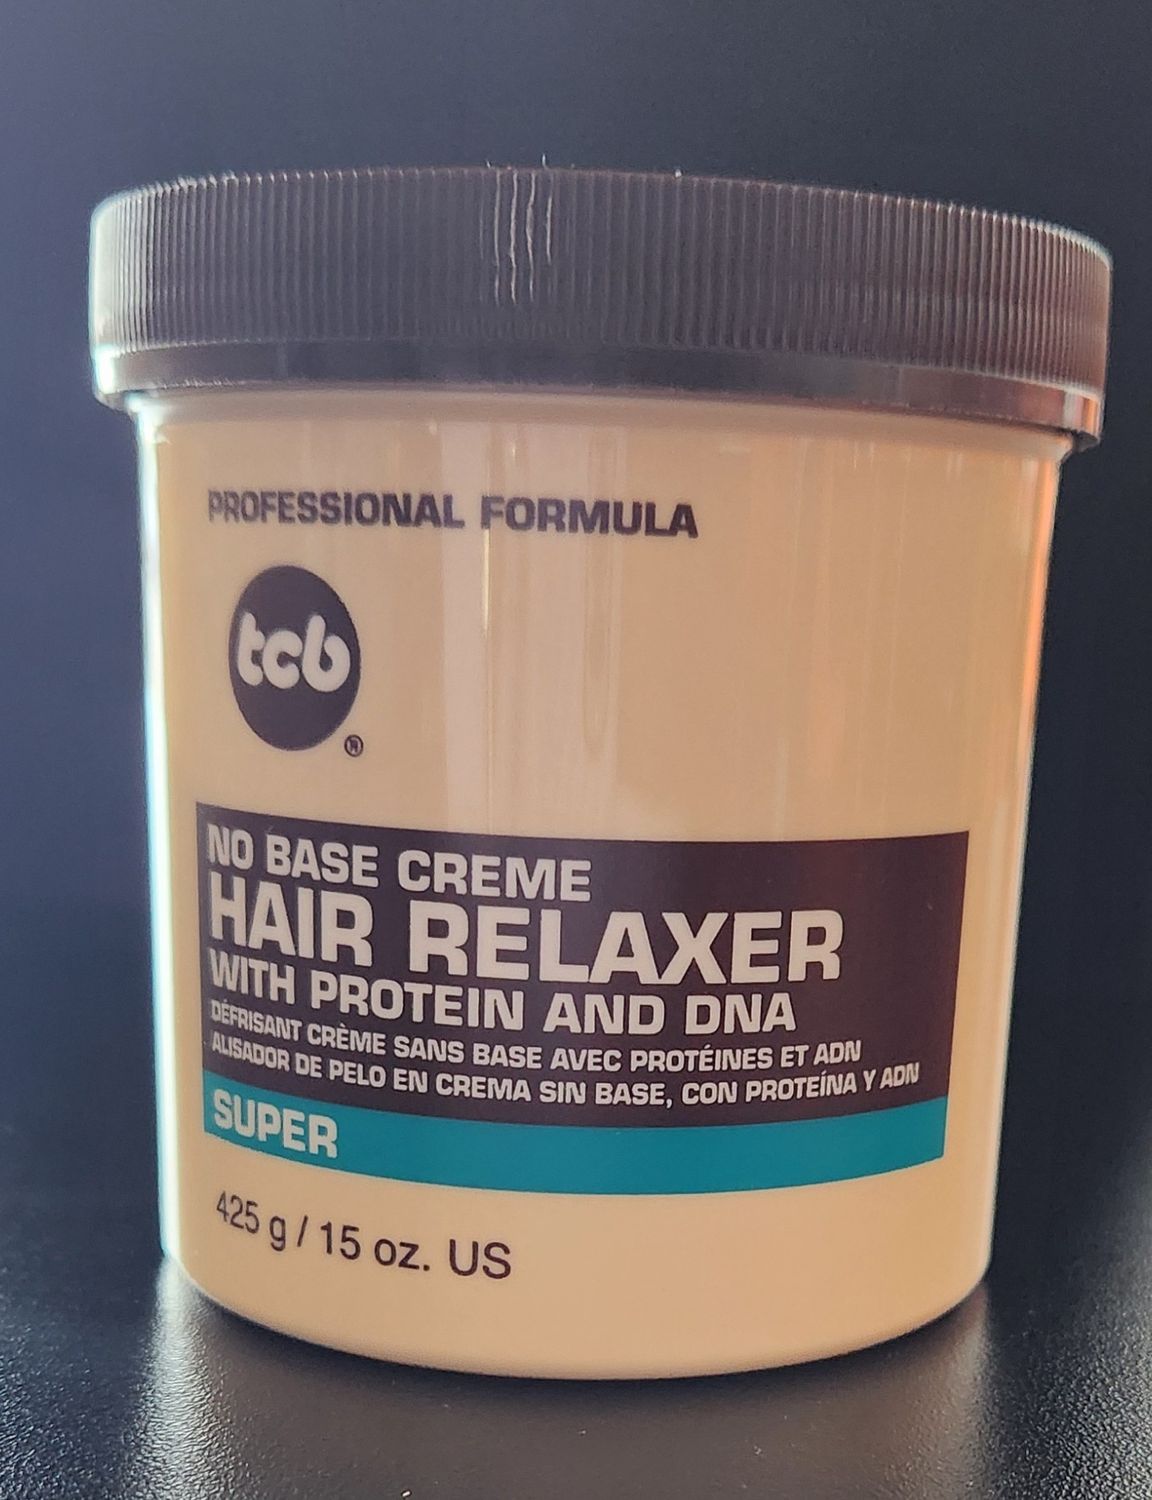 PROFESSIONAL FORMULA
tcb
®
NO BASE CREME
HAIR RELAXER
WITH PROTEIN AND DNA
DÉFRISANT CRÈME SANS BASE AVEC PROTÉINES ET ADN
ALISADOR DE PELO EN CREMA SIN BASE, CON PROTEÍNA Y ADN
SUPER
425 g / 15 oz. US